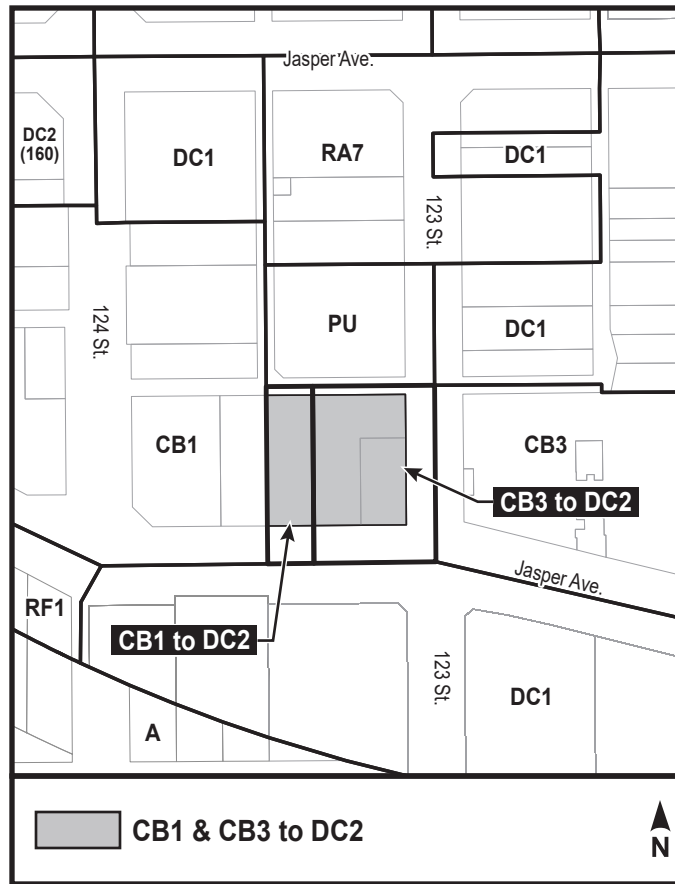 Jasper Ave.
DC2
(160)
DC1
RA7
DC1
123 St.
124 St.
PU
DC1
CB1
CB3
CB3 to DC2
Jasper Ave.
RF1
CB1 to DC2
123 St.
DC1
A
CB1 & CB3 to DC2
N